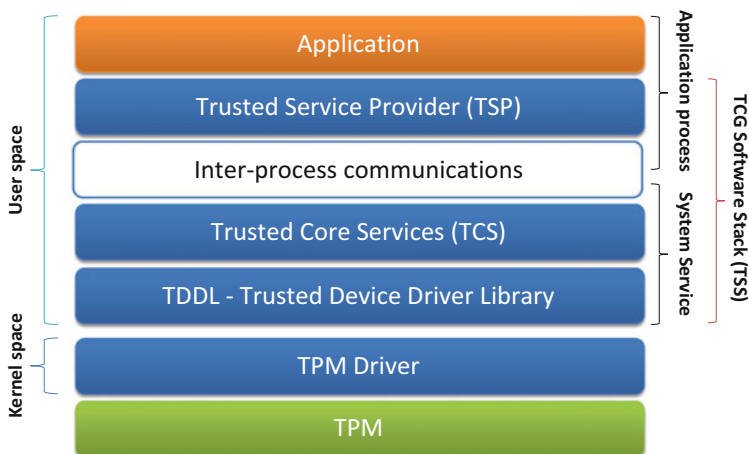 Application
Trusted Service Provider (TSP)
Inter-process communications
Trusted Core Services (TCS)
TDDL - Trusted Device Driver Library
TPM Driver
TPM
User space
Kernel space
Application process
System Service
TCG Software Stack (TSS)